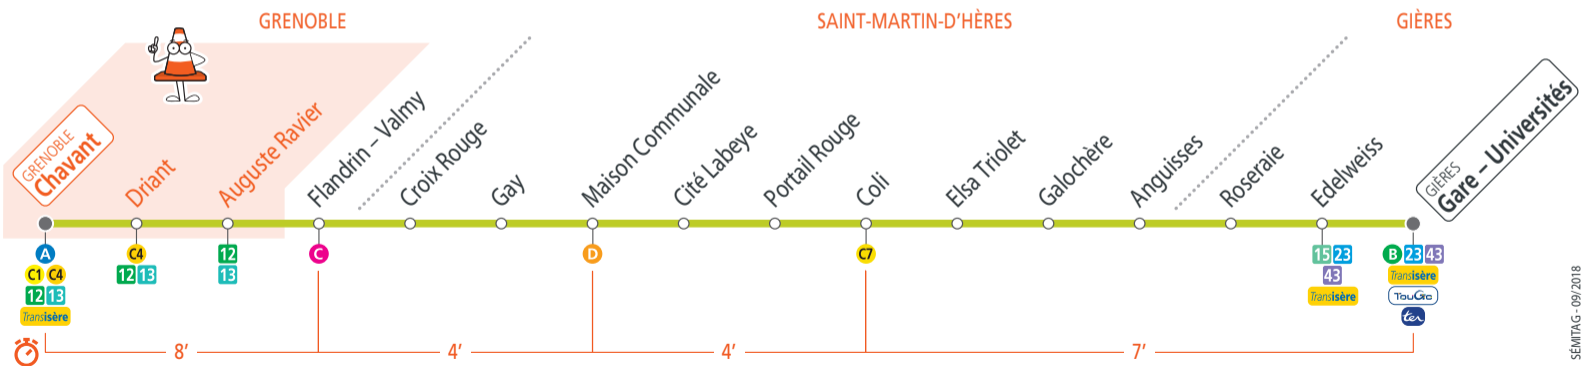 GRENOBLE
SAINT-MARTIN-D'HÈRES
GIÈRES
GRENOBLE
Chavant
Driant
Auguste Ravier
Flandrin – Valmy
Croix Rouge
Gay
Maison Communale
Cité Labeye
Portail Rouge
Coli
Elsa Triolet
Galochère
Anguisses
Roseraie
Edelweiss
GIÈRES
Gare – Universités
A
C1 C4
12 13
Transisère
C4
12 13
12
13
C
D
C7
15 23
43
Transisère
B 23 43
Transisère
TouGo
ter
8’
4’
4’
7’
SÉMITAG - 09/2018